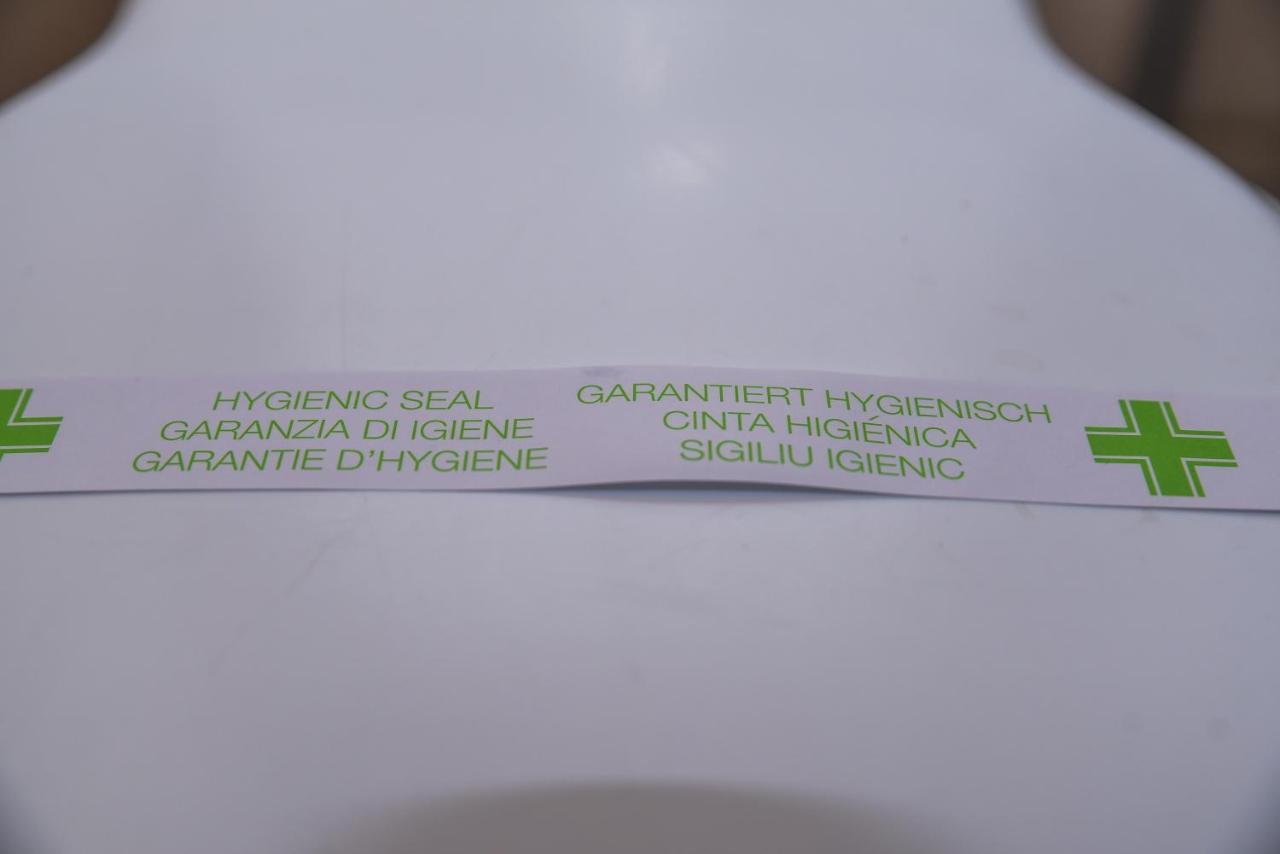 HYGIENIC SEAL
GARANZIA DI IGIENE
GARANTIE D'HYGIENE
GARANTIERT HYGIENISCH
CINTA HIGIÉNICA
SIGILIU IGIENIC